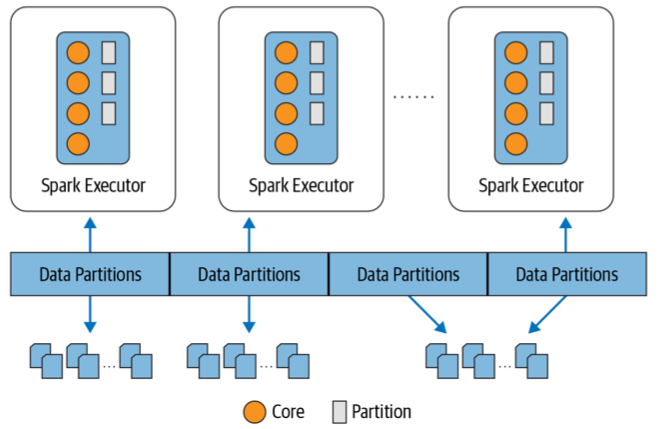 Spark Executor
Spark Executor
......
Spark Executor
Data Partitions
Data Partitions
Data Partitions
Data Partitions
...
...
...
Core
Partition